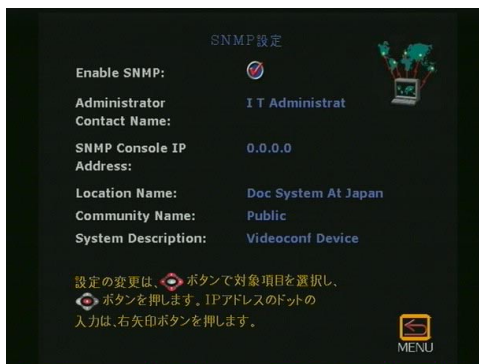 SNMP設定
Enable SNMP:
Administrator
Contact Name:
I T Administrat
SNMP Console IP
Address:
0.0.0.0
Location Name:
Doc System At Japan
Community Name:
Public
System Description:
Videoconf Device
設定の変更は、 ボタンで対象項目を選択し、
ボタンを押します。IPアドレスのドットの
入力は、右矢印ボタンを押します。
MENU